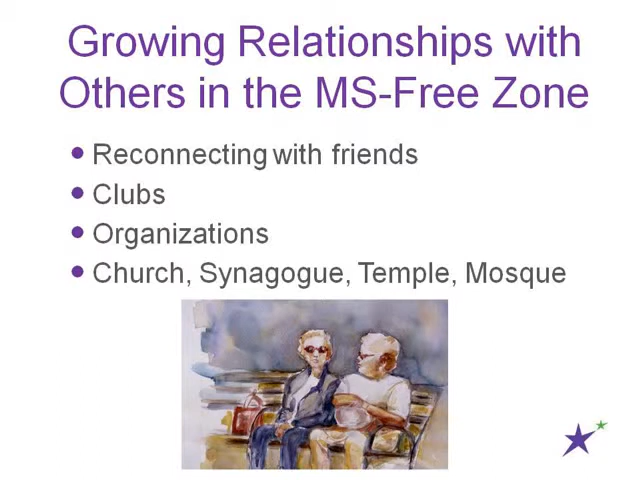 Growing Relationships with
Others in the MS-Free Zone
Reconnecting with friends
Clubs
Organizations
Church, Synagogue, Temple, Mosque